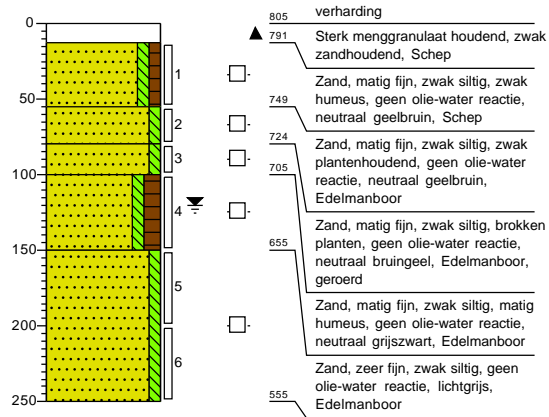 0
50
100
150
200
250
1
2
3
4
5
6
805
verharding
791
Sterk menggranulaat houdend, zwak
zandhoudend, Schep
Zand, matig fijn, zwak siltig, zwak
humeus, geen olie-water reactie,
749
neutraal geelbruin, Schep
724
Zand, matig fijn, zwak siltig, zwak
plantenhoudend, geen olie-water
705
reactie, neutraal geelbruin,
Edelmanboor
Zand, matig fijn, zwak siltig, brokken
planten, geen olie-water reactie,
655
neutraal bruingeel, Edelmanboor,
geroerd
Zand, matig fijn, zwak siltig, matig
humeus, geen olie-water reactie,
neutraal grijszwart, Edelmanboor
Zand, zeer fijn, zwak siltig, geen
olie-water reactie, lichtgrijs,
555
Edelmanboor